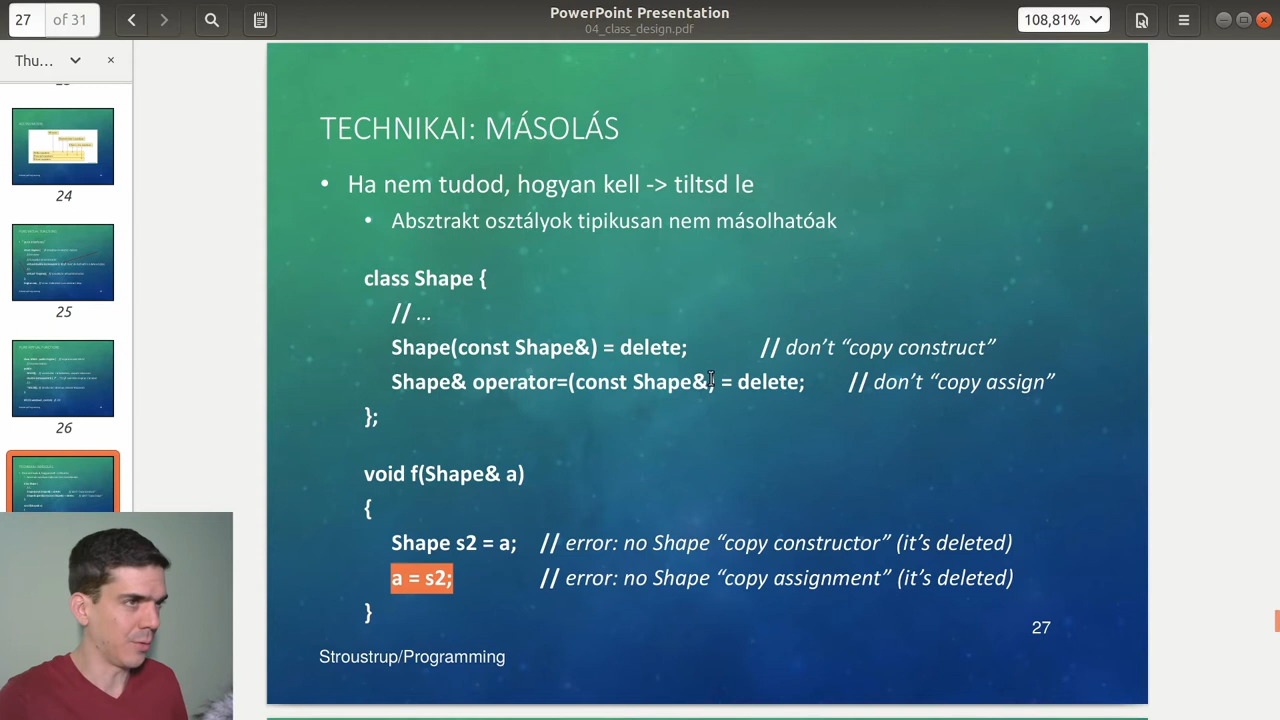 27
of 31
PowerPoint Presentation
04_class_design.pdf
108,81%
Thu...
24
25
26
TECHNIKAI: MÁSOLÁS
• Ha nem tudod, hogyan kell -> tiltsd le
• Absztrakt osztályok tipikusan nem másolhatóak
class Shape {
// ...
Shape(const Shape&) = delete; // don’t “copy construct”
Shape& operator=(const Shape&) = delete; // don’t “copy assign”
};
void f(Shape& a)
{
Shape s2 = a; // error: no Shape “copy constructor” (it’s deleted)
a = s2; // error: no Shape “copy assignment” (it’s deleted)
}
27
Stroustrup/Programming